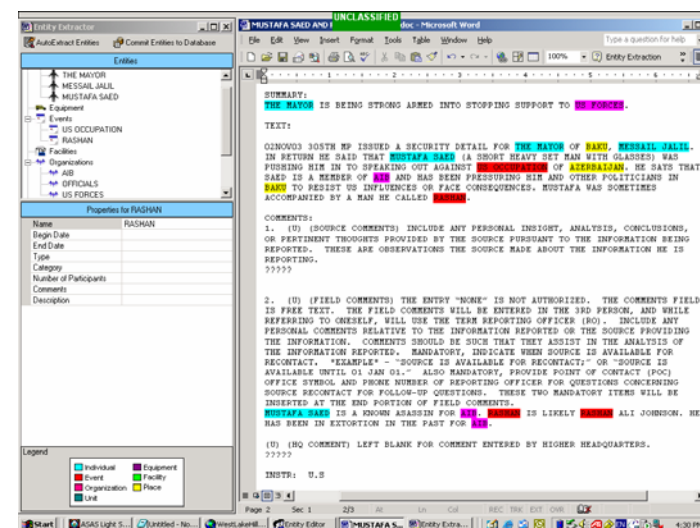 UNCLASSIFIED
Entity Extractor
AutoExtract Entities Commit Entities to Database
Entities
THE MAYOR
MESSAIL JALIL
MUSTAFA SAED
Equipment
Events
US OCCUPATION
RASHAN
Facilities
Organizations
AIB
OFFICIALS
US FORCES
Properties for RASHAN
Name RASHAN
Begin Date
End Date
Type
Category
Number of Participants
Comments
Description
Legend
Individual Equipment
Event Facility
Organization Place
Unit
MUSTAFA SAED AND doc - Microsoft Word
File Edit View Insert Format Tools Table Window Help Type a question for help
100% Entity Extraction
SUMMARY:
THE MAYOR IS BEING STRONG ARMED INTO STOPPING SUPPORT TO US FORCES.
TEXT:
02NOV03 305TH MP ISSUED A SECURITY DETAIL FOR THE MAYOR OF BAKU, MESSAIL JALIL.
IN RETURN HE SAID THAT MUSTAFA SAED (A SHORT HEAVY SET MAN WITH GLASSES) WAS
PUSHING HIM IN TO SPEAKING OUT AGAINST US OCCUPATION OF AZIERBAIJAN. HE SAYS THAT
SAED IS A MEMBER OF AIB AND HAS BEEN PRESSURING HIM AND OTHER POLITICIANS IN
BAKU TO RESIST US INFLUENCES OR FACE CONSEQUENCES. MUSTAFA WAS SOMETIMES
ACCOMPANIED BY A MAN HE CALLED RASHAN.
COMMENTS:
1. (U) (SOURCE COMMENTS) INCLUDE ANY PERSONAL INSIGHT, ANALYSIS, CONCLUSIONS,
OR PERTINENT THOUGHTS PROVIDED BY THE SOURCE PURSUANT TO THE INFORMATION BEING
REPORTED. THESE ARE OBSERVATIONS THE SOURCE MADE ABOUT THE INFORMATION HE IS
REPORTING.
?????
2. (U) (FIELD COMMENTS) THE ENTRY "NONE" IS NOT AUTHORIZED. THE COMMENTS FIELD
IS FREE TEXT. THE FIELD COMMENTS WILL BE ENTERED IN THE 3RD PERSON, AND WHILE
REFERRING TO ONESELF, WILL USE THE TERM REPORTING OFFICER (RO). INCLUDE ANY
PERSONAL COMMENTS RELATIVE TO THE INFORMATION REPORTED OR THE SOURCE PROVIDING
THE INFORMATION. COMMENTS SHOULD BE SUCH THAT THEY ASSIST IN THE ANALYSIS OF
THE INFORMATION REPORTED. MANDATORY, INDICATE WHEN SOURCE IS AVAILABLE FOR
RECONTACT. *EXAMPLE* - "SOURCE IS AVAILABLE FOR RECONTACT;" OR "SOURCE IS
AVAILABLE UNTIL 01 JAN 01." ALSO MANDATORY, PROVIDE POINT OF CONTACT (POC)
OFFICE SYMBOL AND PHONE NUMBER OF REPORTING OFFICER FOR QUESTIONS CONCERNING
SOURCE RECONTACT FOR FOLLOW-UP QUESTIONS. THESE TWO MANDATORY ITEMS WILL BE
INSERTED AT THE END PORTION OF FIELD COMMENTS.
MUSTAFA SAED IS A KNOWN ASASSIN FOR AIB. RASHAN IS LIKELY RASHAN ALI JOHNSON. HE
HAS BEEN IN EXTORTION IN THE PAST FOR AIB.
(U) (HQ COMMENT) LEFT BLANK FOR COMMENT ENTERED BY HIGHER HEADQUARTERS.
?????
INSTR: U.S
Page 2 Sec 1 2/3 At Ln Col REC TRK EXT OVR
Start ASAS Light S... Untitled - No... WestLakeHill... Entity Editor MUSTAFA S... Entity Extra... 4:20 PM